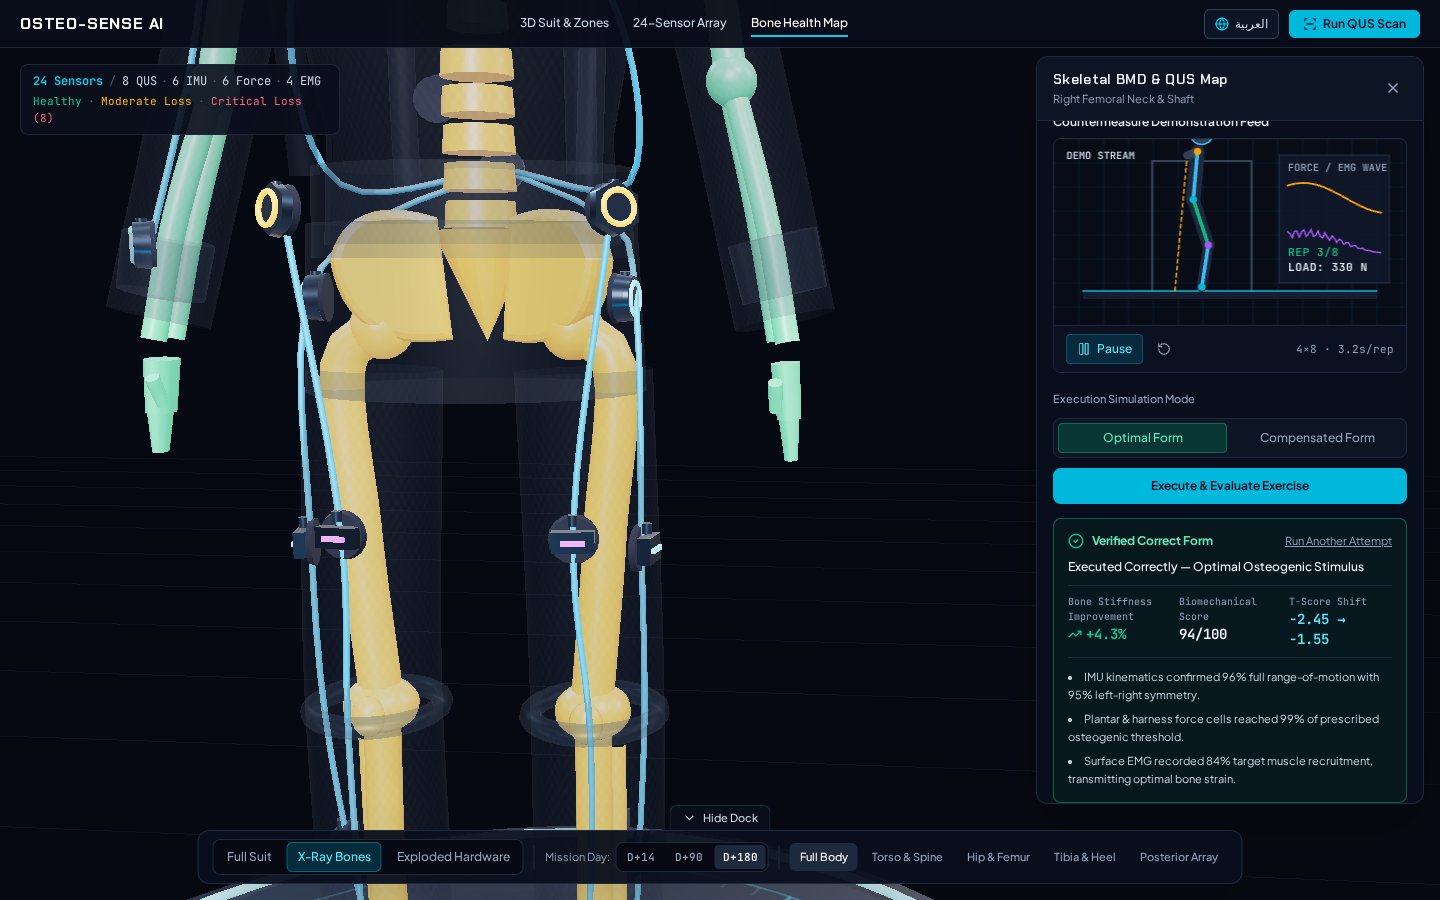 OSTEO-SENSE AI
3D Suit & Zones
24-Sensor Array
Bone Health Map
العربية
Run QUS Scan
24 Sensors / 8 QUS · 6 IMU · 6 Force · 4 EMG
Healthy · Moderate Loss · Critical Loss
(8)
Skeletal BMD & QUS Map
Right Femoral Neck & Shaft
Countermeasure Demonstration Feed
DEMO STREAM
FORCE / EMG WAVE
REP 3/8
LOAD: 330 N
Pause
4×8 · 3.2s/rep
Execution Simulation Mode
Optimal Form
Compensated Form
Execute & Evaluate Exercise
Verified Correct Form
Run Another Attempt
Executed Correctly — Optimal Osteogenic Stimulus
Bone Stiffness
Improvement
+4.3%
Biomechanical
Score
94/100
T-Score Shift
-2.45 →
-1.55
• IMU kinematics confirmed 96% full range-of-motion with
95% left-right symmetry.
• Plantar & harness force cells reached 99% of prescribed
osteogenic threshold.
• Surface EMG recorded 84% target muscle recruitment,
transmitting optimal bone strain.
Hide Dock
Full Suit
X-Ray Bones
Exploded Hardware
Mission Day:
D+14
D+90
D+180
Full Body
Torso & Spine
Hip & Femur
Tibia & Heel
Posterior Array